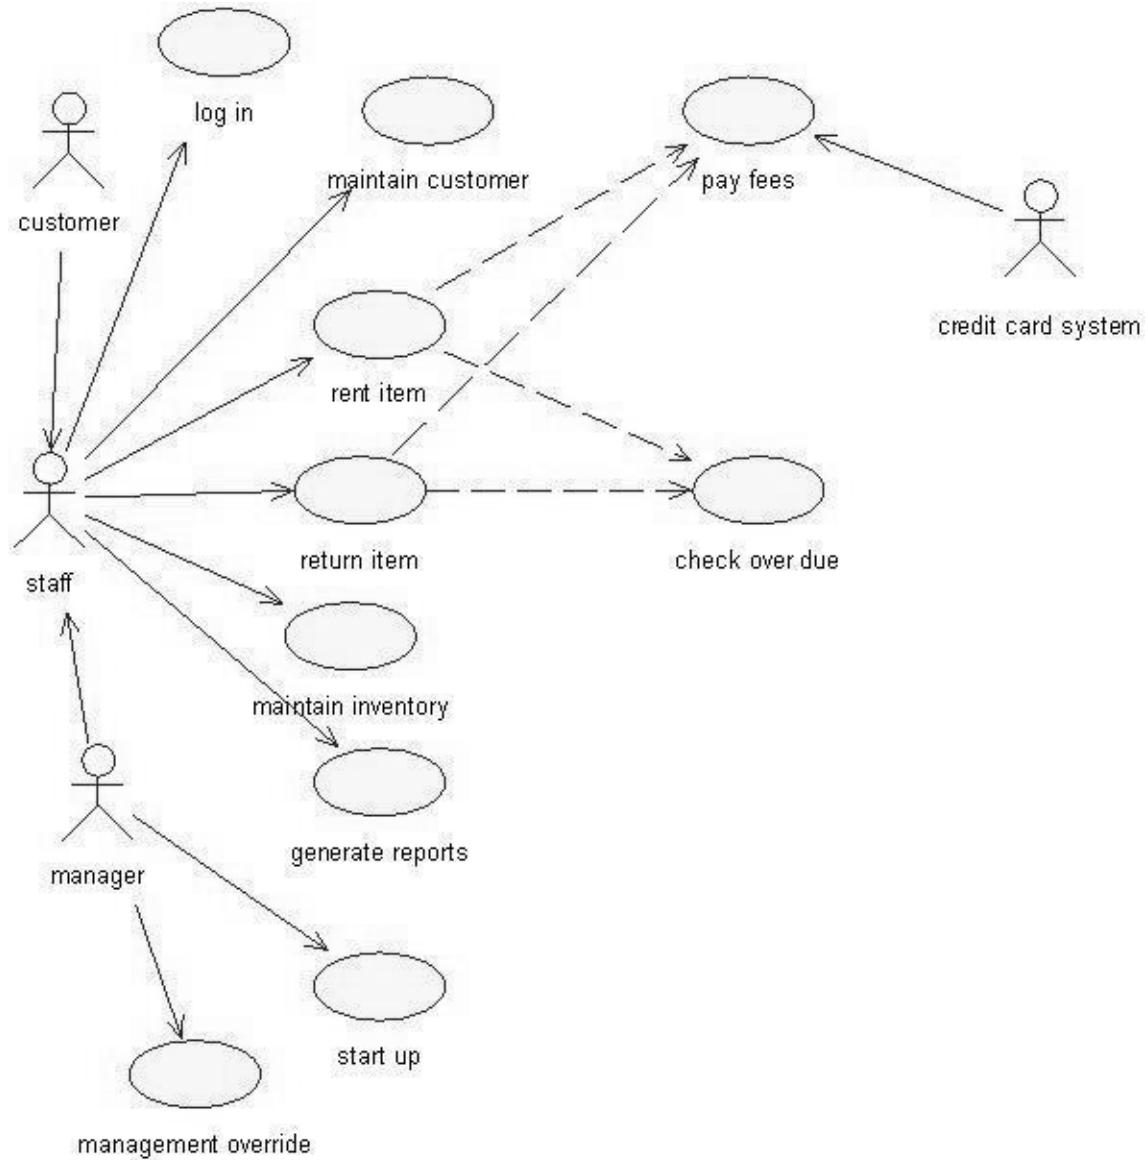 log in
maintain customer
pay fees
customer
credit card system
rent item
return item
check over due
staff
maintain inventory
generate reports
manager
start up
management override